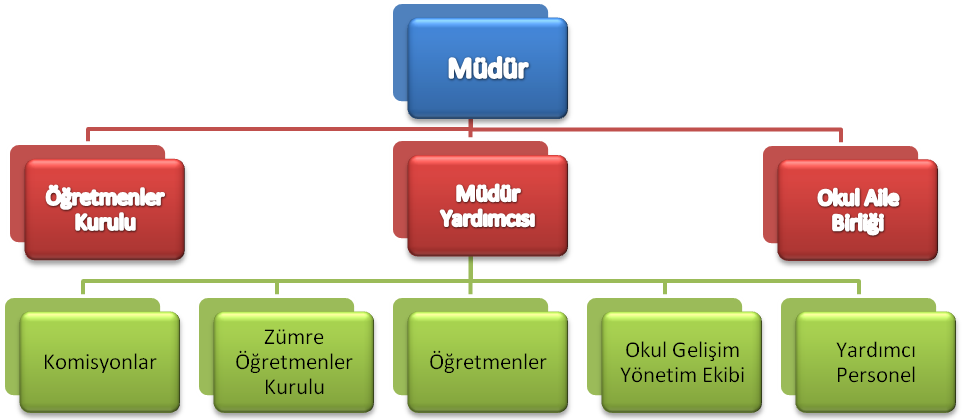 Müdür
Öğretmenler
Kurulu
Müdür
Yardımcısı
Okul Aile
Birliği
Komisyonlar
Zümre
Öğretmenler
Kurulu
Öğretmenler
Okul Gelişim
Yönetim Ekibi
Yardımcı
Personel